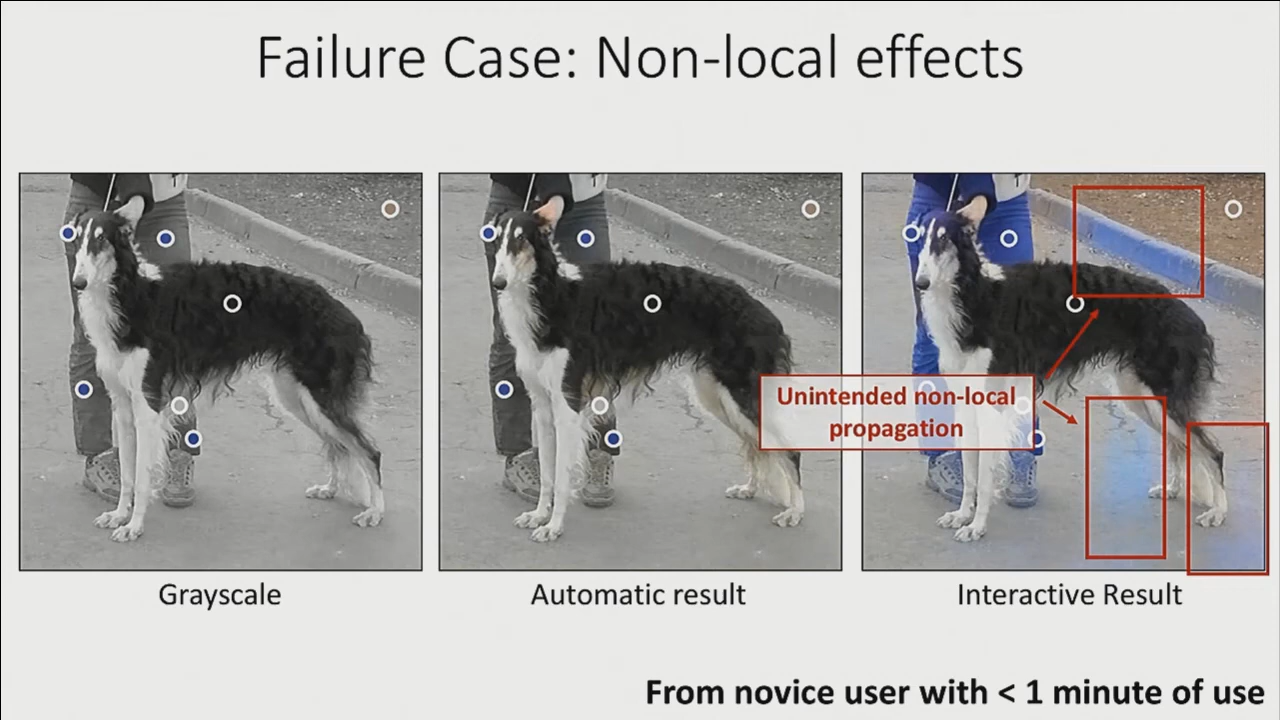 Failure Case: Non-local effects
Unintended non-local
propagation
Grayscale
Automatic result
Interactive Result
From novice user with < 1 minute of use